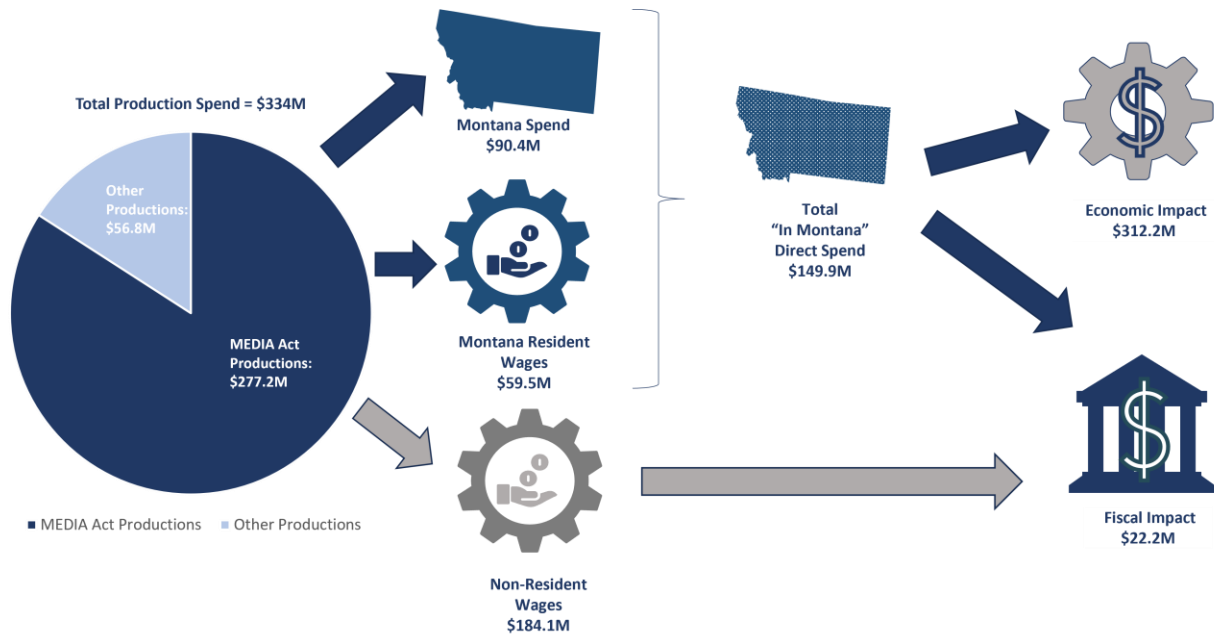 Total Production Spend = $334M
Other
Productions:
$56.8M
MEDIA Act
Productions:
$277.2M
■ MEDIA Act Productions ■ Other Productions
Montana Spend
$90.4M
Montana Resident
Wages
$59.5M
Non-Resident
Wages
$184.1M
Total
“In Montana”
Direct Spend
$149.9M
Economic Impact
$312.2M
Fiscal Impact
$22.2M